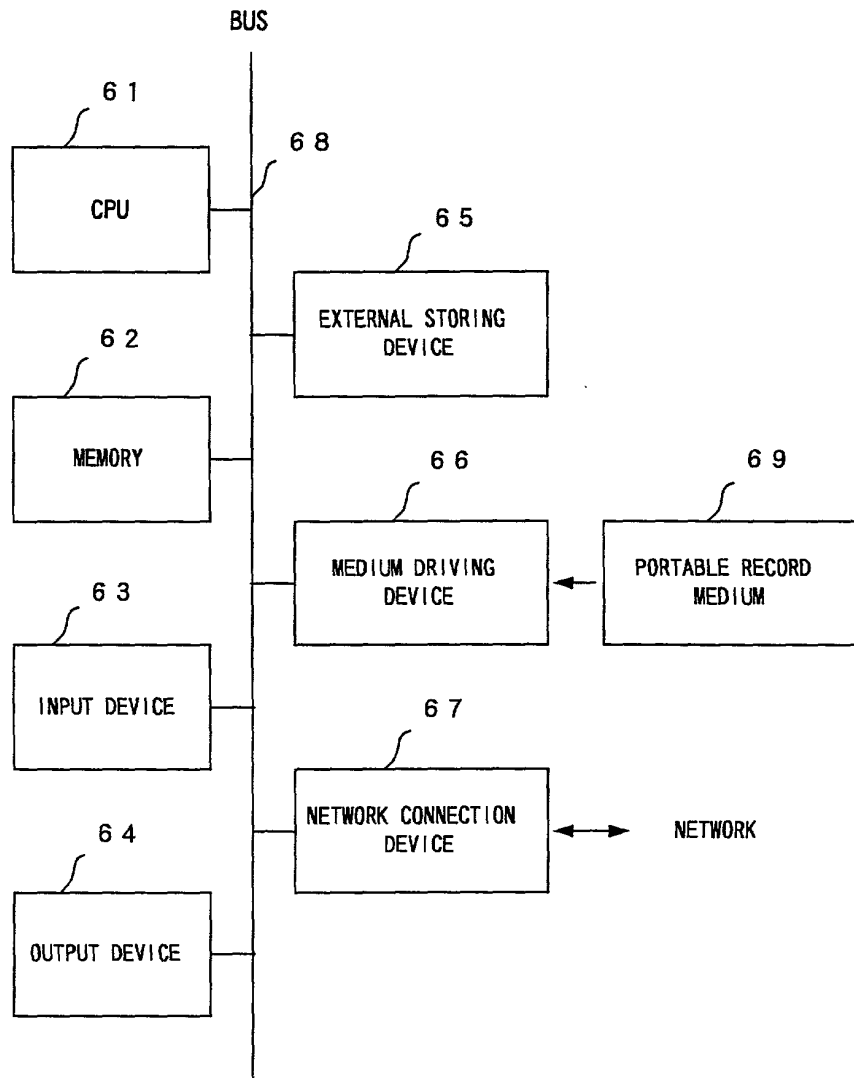 BUS
61
CPU
68
65
EXTERNAL STORING
DEVICE
62
MEMORY
66
MEDIUM DRIVING
DEVICE
69
PORTABLE RECORD
MEDIUM
63
INPUT DEVICE
67
NETWORK CONNECTION
DEVICE
NETWORK
64
OUTPUT DEVICE